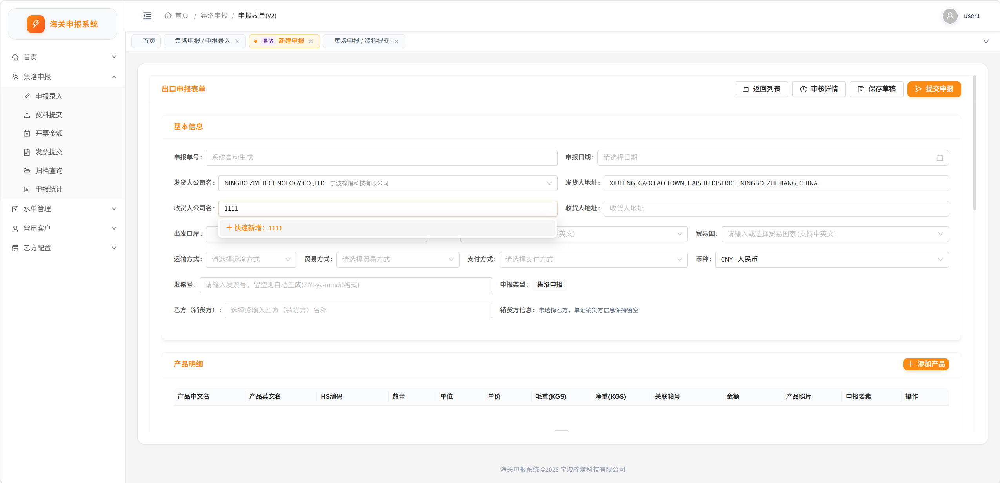 海关申报系统
首页
集洛申报
申报录入
资料提交
开票金额
发票提交
归档查询
申报统计
水单管理
常用客户
乙方配置
首页 / 集洛申报 / 申报表单(V2)
user1
首页
集洛申报 / 申报录入
集洛 新建申报
集洛申报 / 资料提交
出口申报表单
返回列表
审核详情
保存草稿
提交申报
基本信息
申报单号: 系统自动生成
申报日期: 请选择日期
发货人公司名: NINGBO ZIYI TECHNOLOGY CO.,LTD 宁波梓熠科技有限公司
发货人地址: XIUFENG, GAOQIAO TOWN, HAISHU DISTRICT, NINGBO, ZHEJIANG, CHINA
收货人公司名: 1111
收货人地址: 收货人地址
快速新增：1111
出发口岸:
英文)
贸易国: 请输入或选择贸易国家 (支持中英文)
运输方式: 请选择运输方式
贸易方式: 请选择贸易方式
支付方式: 请选择支付方式
币种: CNY - 人民币
发票号: 请输入发票号，留空则自动生成(ZIYI-yy-mmdd格式)
申报类型: 集洛申报
乙方（销货方）: 选择或输入乙方（销货方）名称
销货方信息: 未选择乙方，单证销货方信息保持留空
产品明细
添加产品
产品中文名 产品英文名 HS编码 数量 单位 单价 毛重(KGS) 净重(KGS) 关联箱号 金额 产品照片 申报要素 操作
海关申报系统 ©2026 宁波梓熠科技有限公司